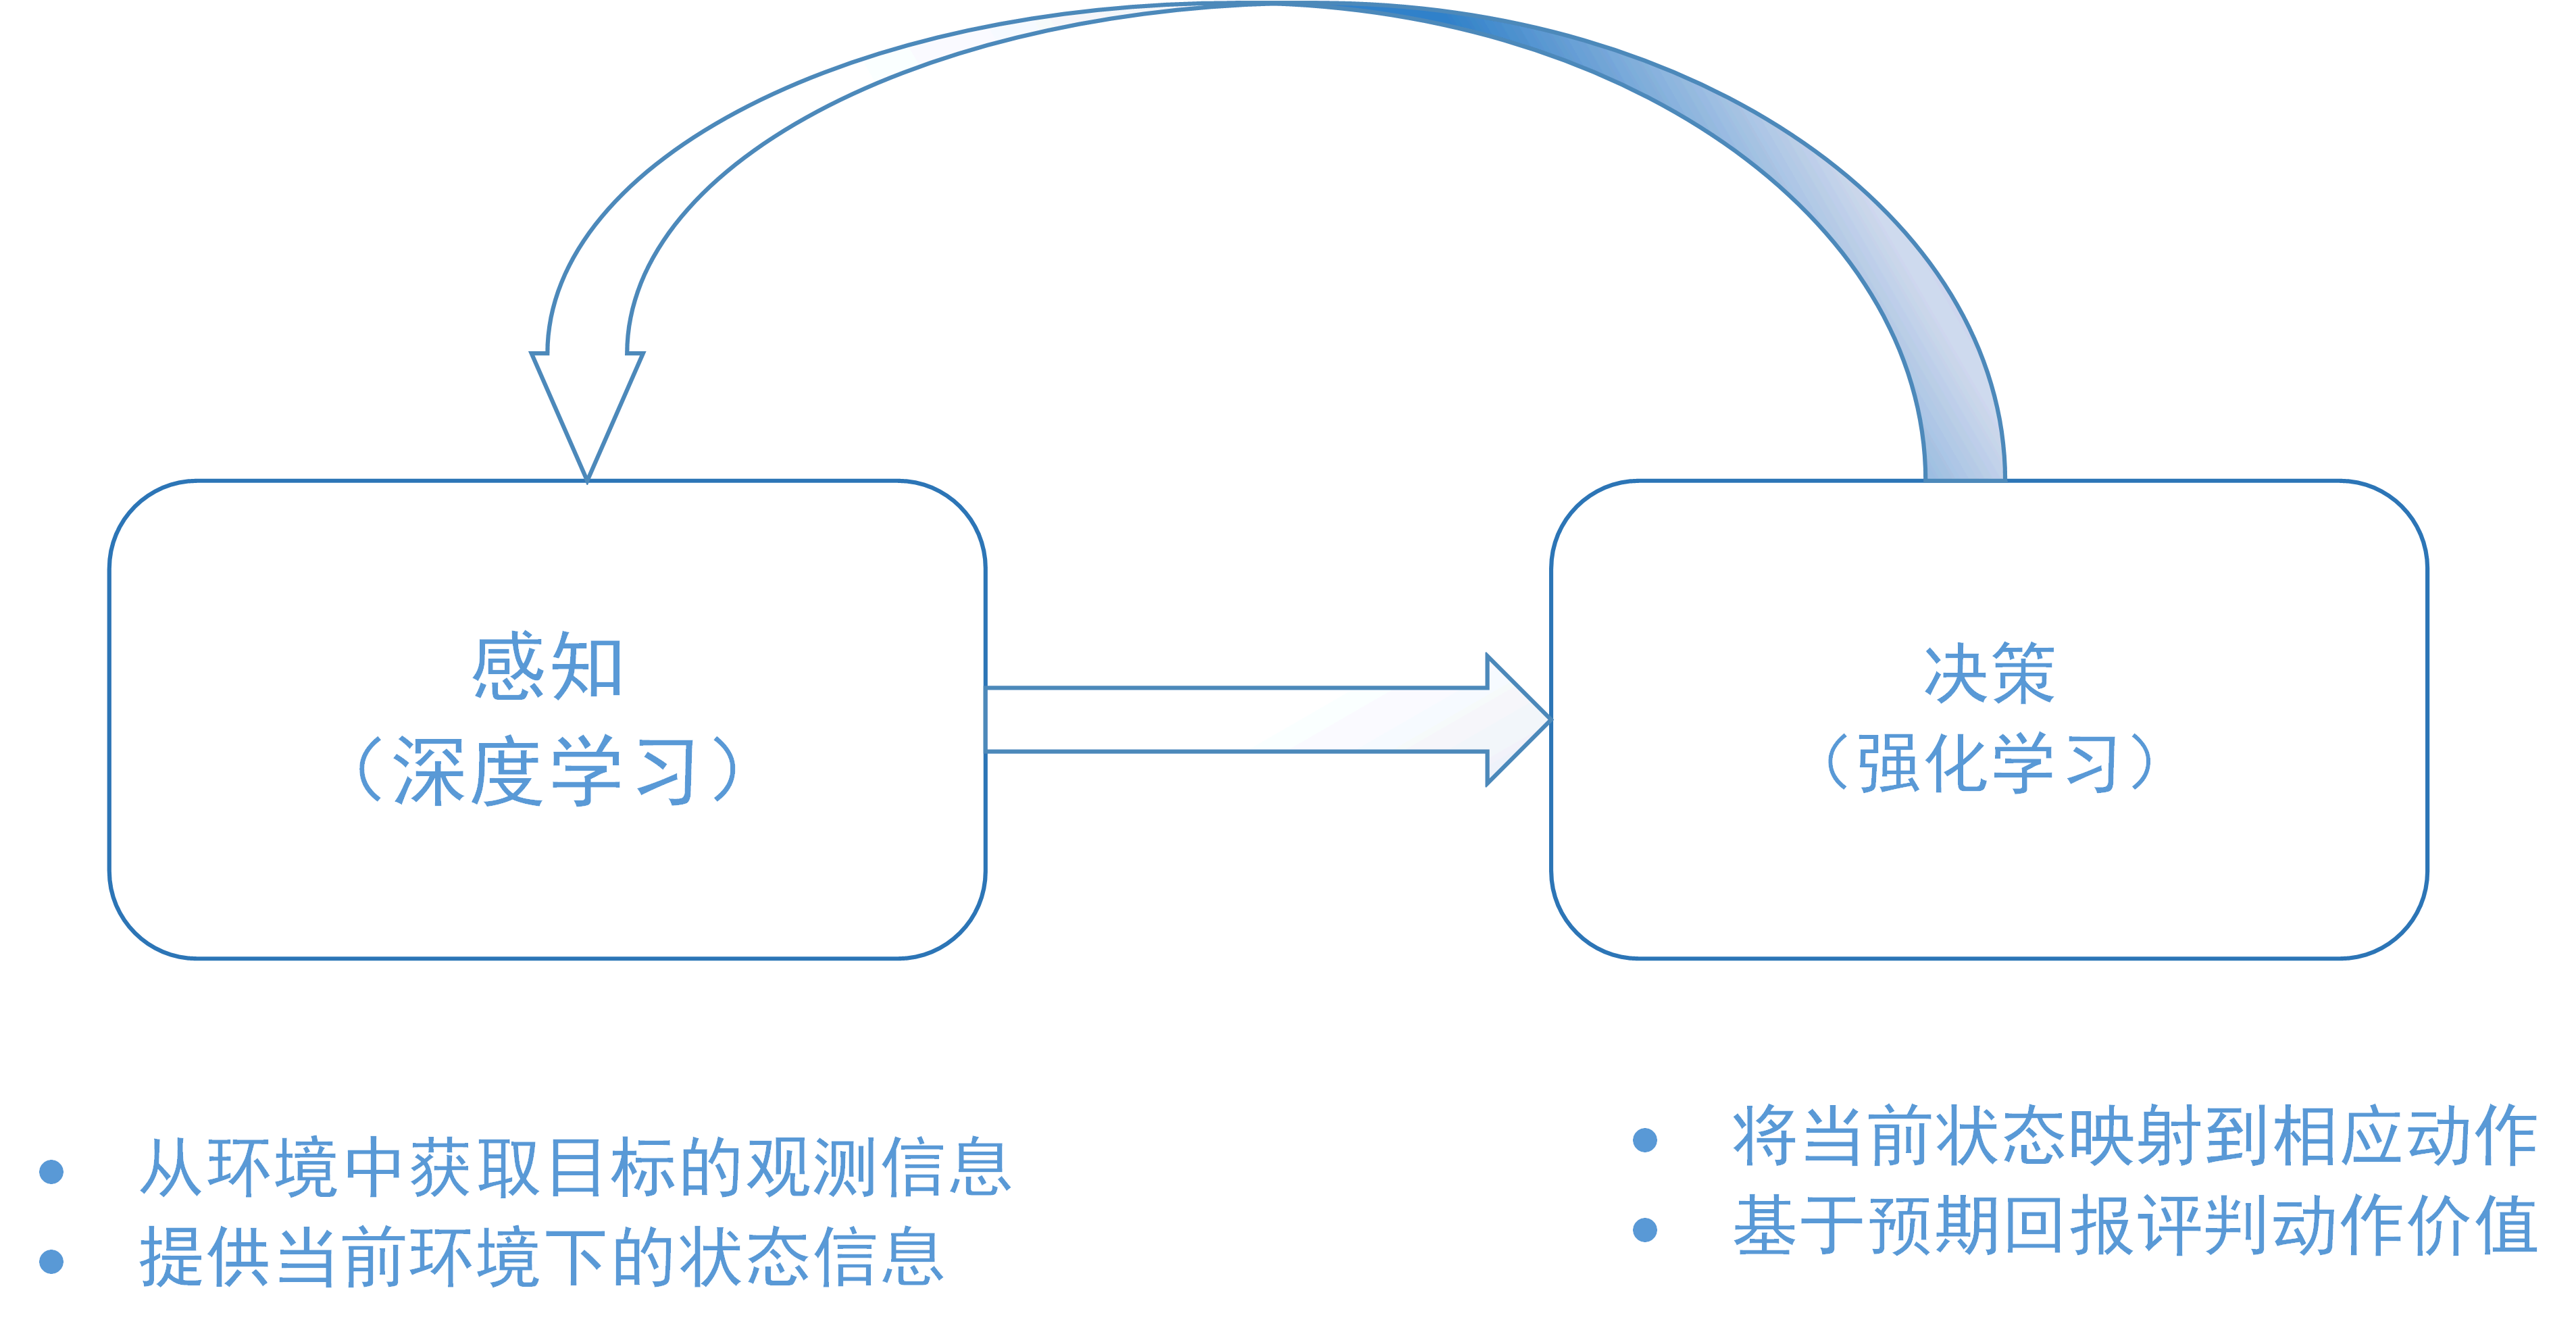 感知
（深度学习）
决策
（强化学习）
● 从环境中获取目标的观测信息
● 提供当前环境下的状态信息
● 将当前状态映射到相应动作
● 基于预期回报评判动作价值